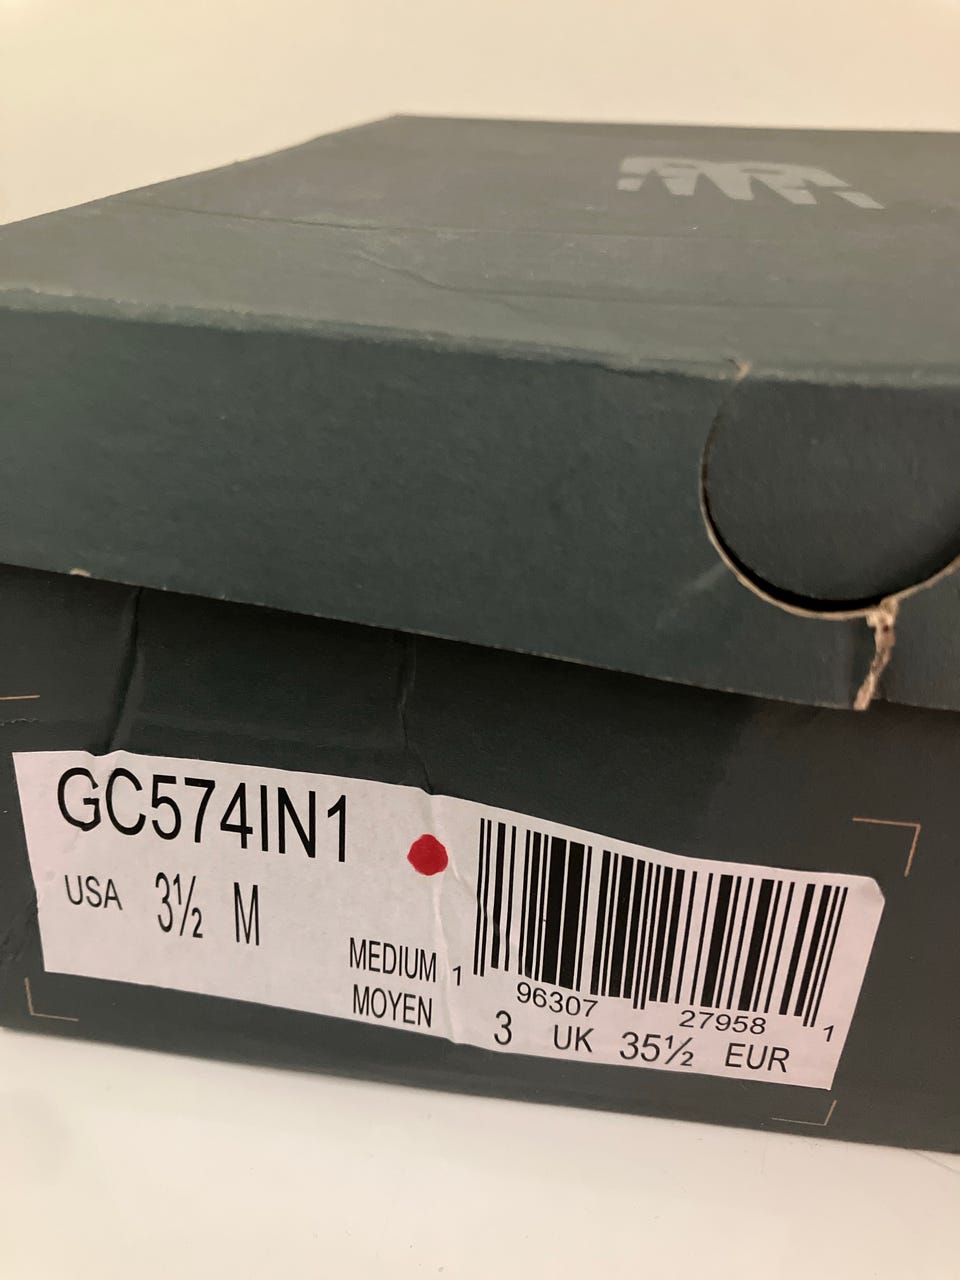 GC574IN1
USA 3½ M
MEDIUM
MOYEN
1 96307 27958 1
3 UK 35½ EUR